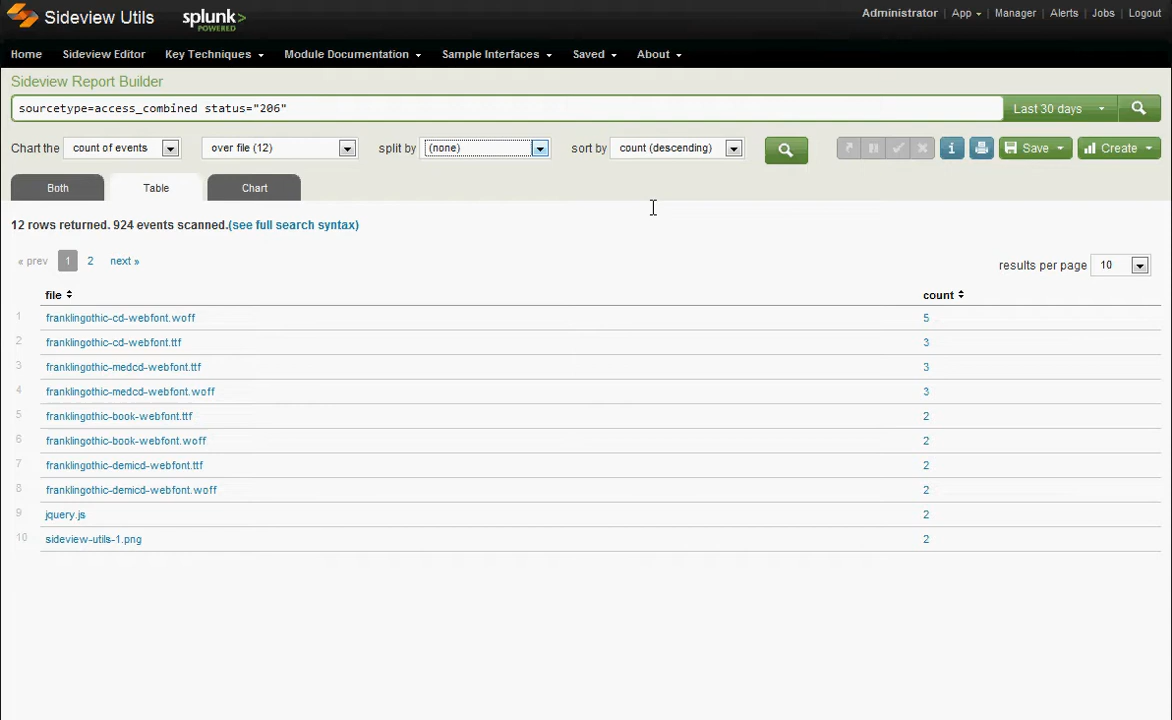 Sideview Utils splunk> POWERED Administrator App Manager Alerts Jobs Logout
Home Sideview Editor Key Techniques Module Documentation Sample Interfaces Saved About
Sideview Report Builder
sourcetype=access_combined status="206" Last 30 days
Chart the count of events over file (12) split by (none) sort by count (descending) i Save Create
Both Table Chart
12 rows returned. 924 events scanned.(see full search syntax)
« prev 1 2 next »
results per page 10
file count
1 franklingothic-cd-webfont.woff 5
2 franklingothic-cd-webfont.ttf 3
3 franklingothic-medcd-webfont.ttf 3
4 franklingothic-medcd-webfont.woff 3
5 franklingothic-book-webfont.ttf 2
6 franklingothic-book-webfont.woff 2
7 franklingothic-demicd-webfont.ttf 2
8 franklingothic-demicd-webfont.woff 2
9 jquery.js 2
10 sideview-utils-1.png 2